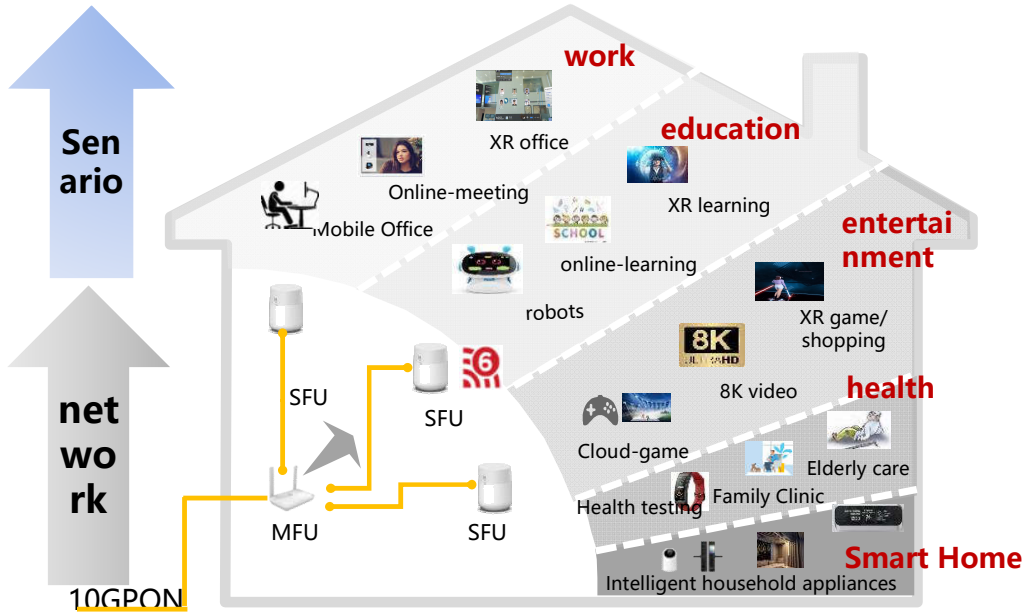 work
XR office
education
Sen
ario
Online-meeting
XR learning
Mobile Office
SCHOOL
entertai
nment
online-learning
robots
XR game/
shopping
8K
ULTRAHD
6
8K video
health
net
wo
rk
SFU
SFU
Cloud-game
Elderly care
Family Clinic
Health testing
MFU
SFU
Smart Home
Intelligent household appliances
10GPON